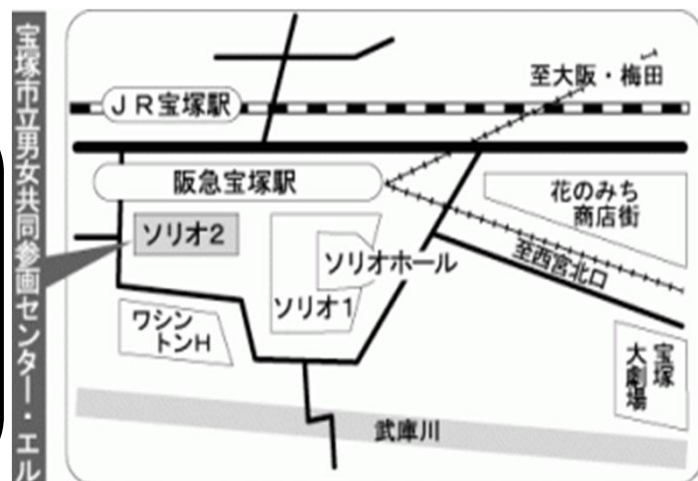 宝塚市立男女共同参画センター・エル
至大阪・梅田
JR宝塚駅
阪急宝塚駅
花のみち
商店街
ソリオ2
ソリオホール
至西宮北口
ソリオ1
ワシン
トンH
宝塚
大劇場
武庫川